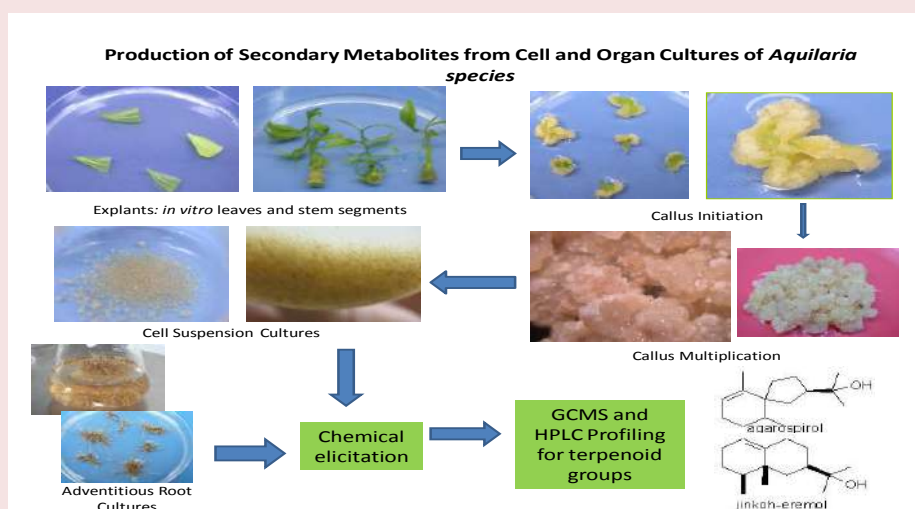 Production of Secondary Metabolites from Cell and Organ Cultures of Aquilaria
species
Explants: in vitro leaves and stem segments
Callus Initiation
Cell Suspension Cultures
Callus Multiplication
Adventitious Root
Cultures
Chemical
elicitation
GCMS and
HPLC Profiling
for terpenoid
groups
OH
agarospirol
OH
jinkoh-eremol